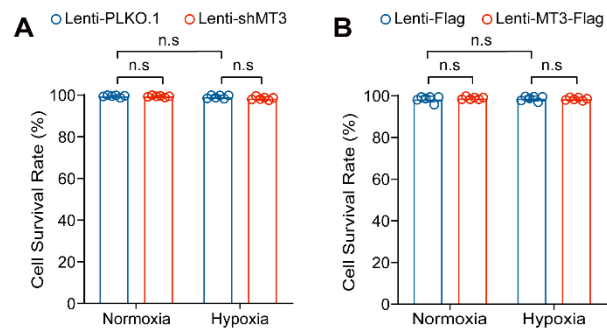 A
Lenti-PLKO.1 Lenti-shMT3
n.s
n.s n.s
Cell Survival Rate (%)
100
80
60
40
20
0
Normoxia Hypoxia
B
Lenti-Flag Lenti-MT3-Flag
n.s
n.s n.s
Cell Survival Rate (%)
100
80
60
40
20
0
Normoxia Hypoxia